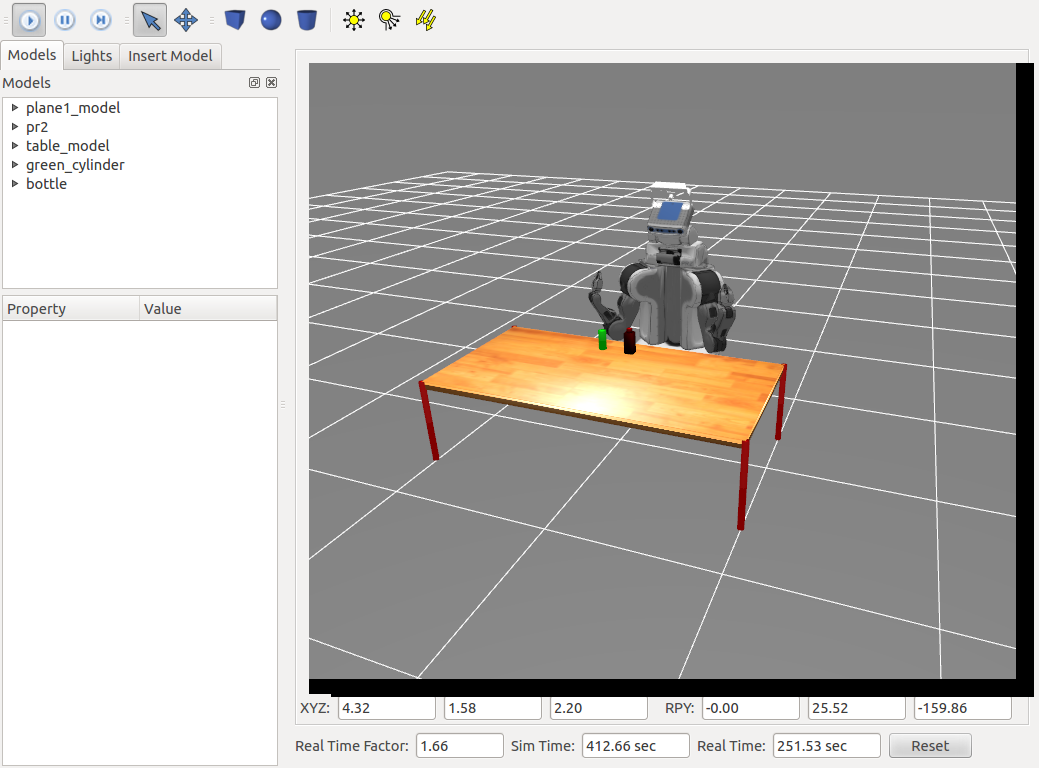 Models Lights Insert Model
Models
plane1_model
pr2
table_model
green_cylinder
bottle
Property Value
XYZ: 4.32 1.58 2.20 RPY: -0.00 25.52 -159.86
Real Time Factor: 1.66 Sim Time: 412.66 sec Real Time: 251.53 sec Reset